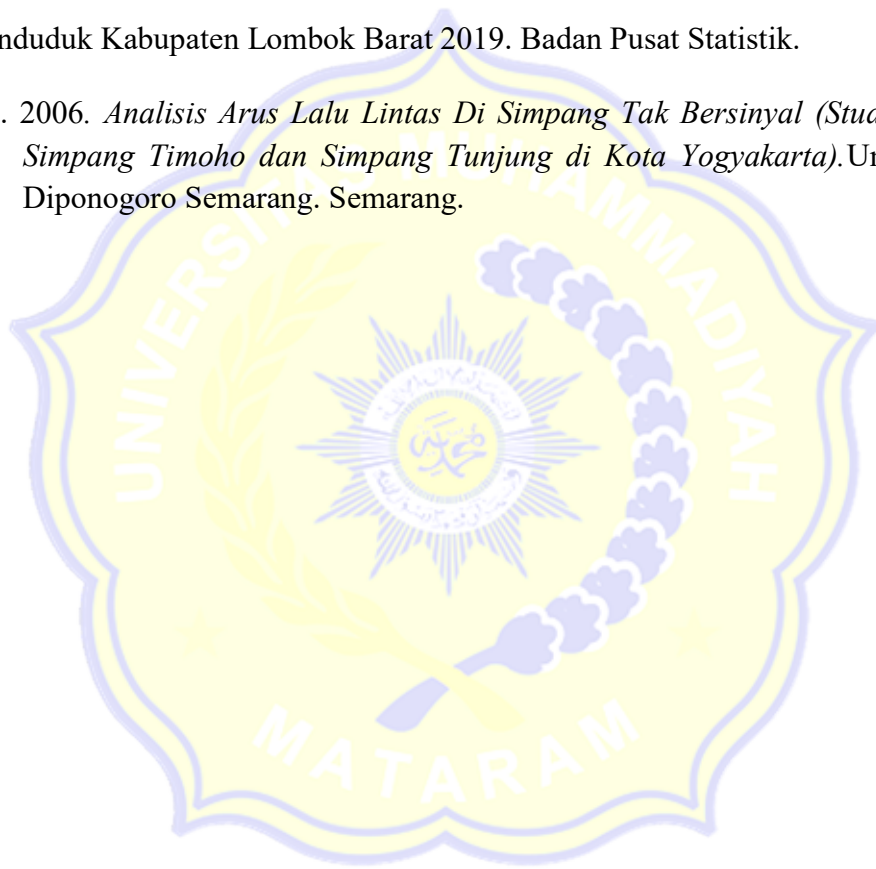 nduduk Kabupaten Lombok Barat 2019. Badan Pusat Statistik.
. 2006. Analisis Arus Lalu Lintas Di Simpang Tak Bersinyal (Stud
Simpang Timoho dan Simpang Tunjung di Kota Yogyakarta).Un
Diponogoro Semarang. Semarang.
UNIVERSITAS MUHAMMADIYAH
MATARAM